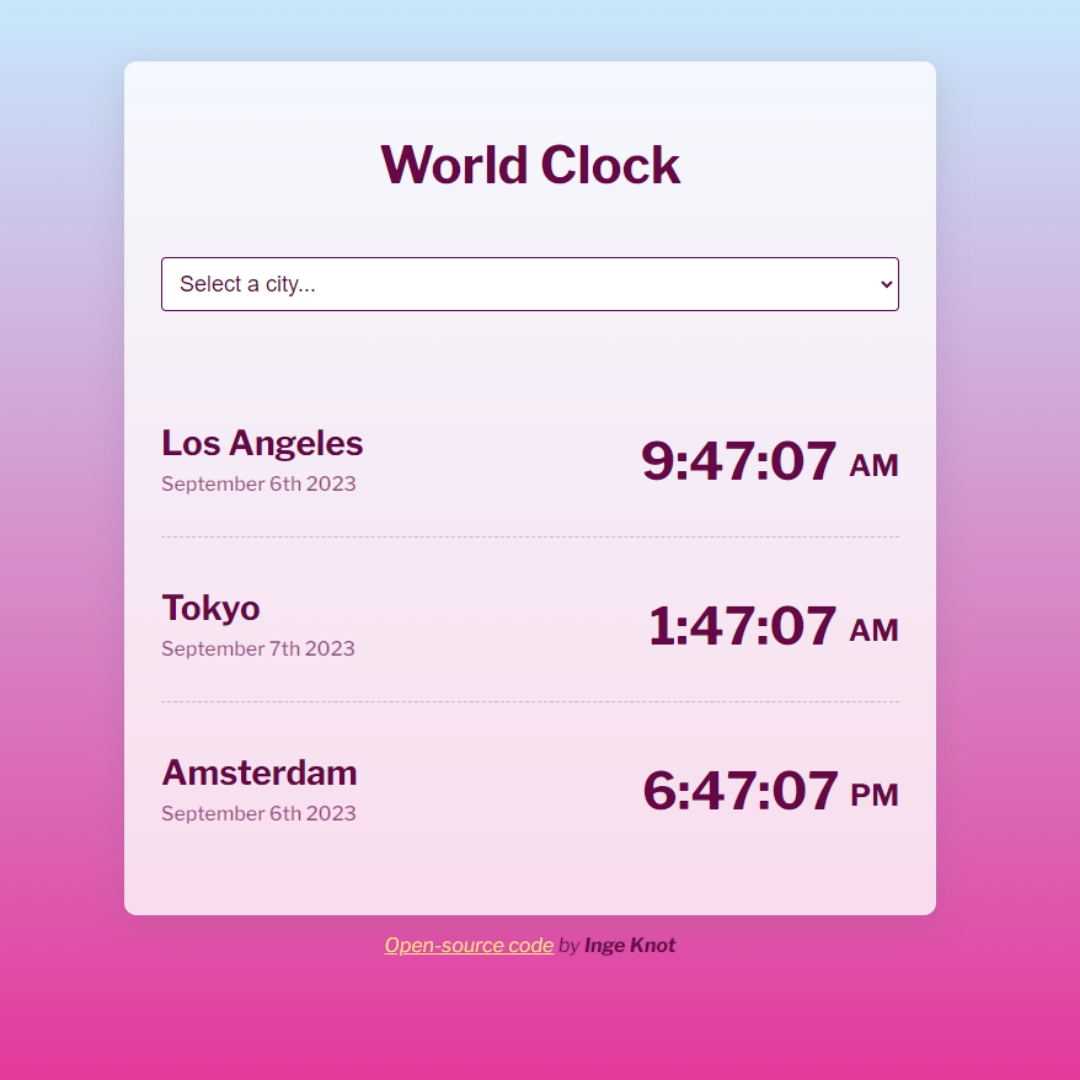 World Clock
Select a city...
Los Angeles
September 6th 2023
9:47:07 AM
Tokyo
September 7th 2023
1:47:07 AM
Amsterdam
September 6th 2023
6:47:07 PM
Open-source code by Inge Knot